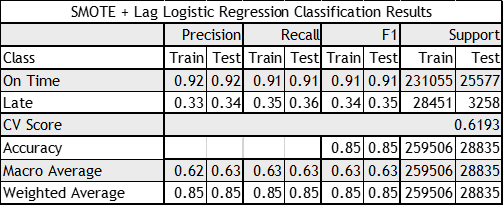 SMOTE + Lag Logistic Regression Classification Results
Precision Recall F1 Support
Class Train Test Train Test Train Test Train Test
On Time 0.92 0.92 0.91 0.91 0.91 0.91 231055 25577
Late 0.33 0.34 0.35 0.36 0.34 0.35 28451 3258
CV Score 0.6193
Accuracy 0.85 0.85 259506 28835
Macro Average 0.62 0.63 0.63 0.63 0.63 0.63 259506 28835
Weighted Average 0.85 0.85 0.85 0.85 0.85 0.85 259506 28835